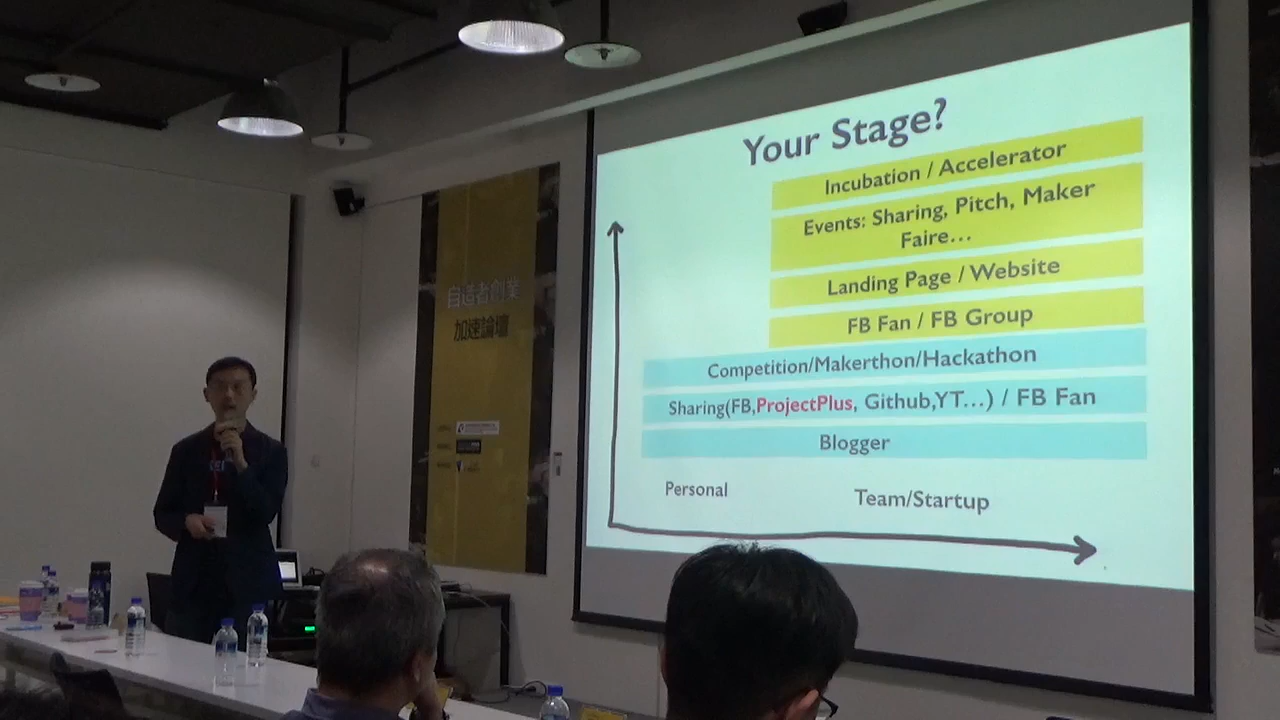 Your Stage?
Incubation / Accelerator
Events: Sharing, Pitch, Maker
Faire...
Landing Page / Website
FB Fan / FB Group
Competition/Makerthon/Hackathon
Sharing(FB,ProjectPlus, Github,YT...) / FB Fan
Blogger
Personal
Team/Startup
自造者創業
加速論壇